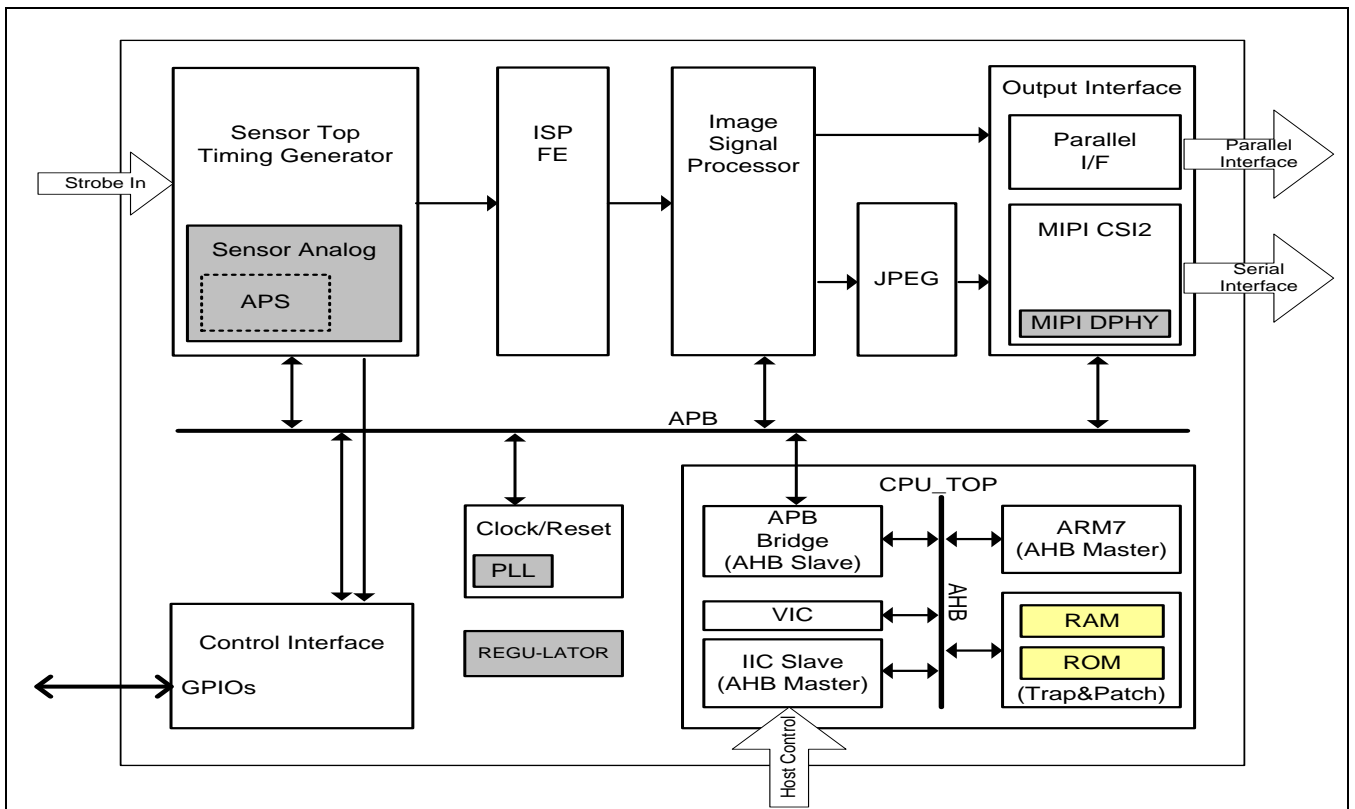 Strobe In
Sensor Top
Timing Generator
Sensor Analog
APS
ISP
FE
Image
Signal
Processor
JPEG
Output Interface
Parallel
I/F
MIPI CSI2
MIPI DPHY
Parallel
Interface
Serial
Interface
APB
Clock/Reset
PLL
REGU-LATOR
Control Interface
GPIOs
CPU_TOP
APB
Bridge
(AHB Slave)
VIC
IIC Slave
(AHB Master)
AHB
ARM7
(AHB Master)
RAM
ROM
(Trap&Patch)
Host Control